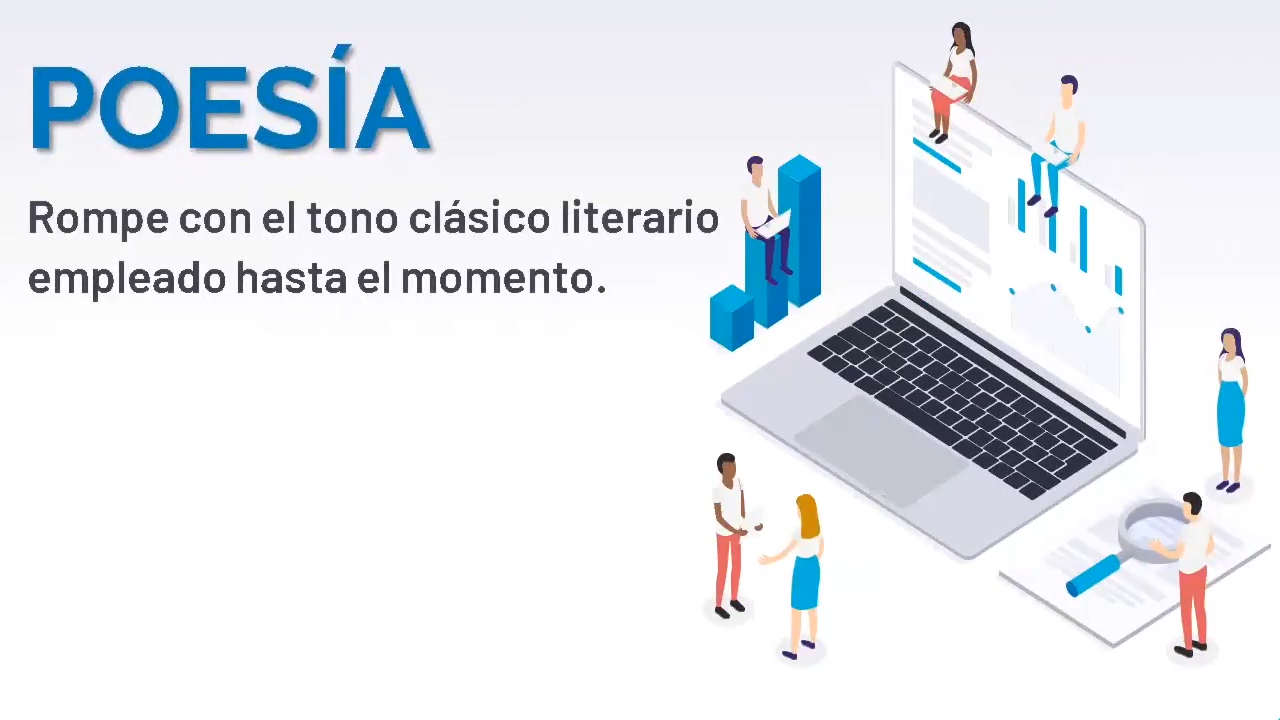 POESÍA
Rompe con el tono clásico literario
empleado hasta el momento.